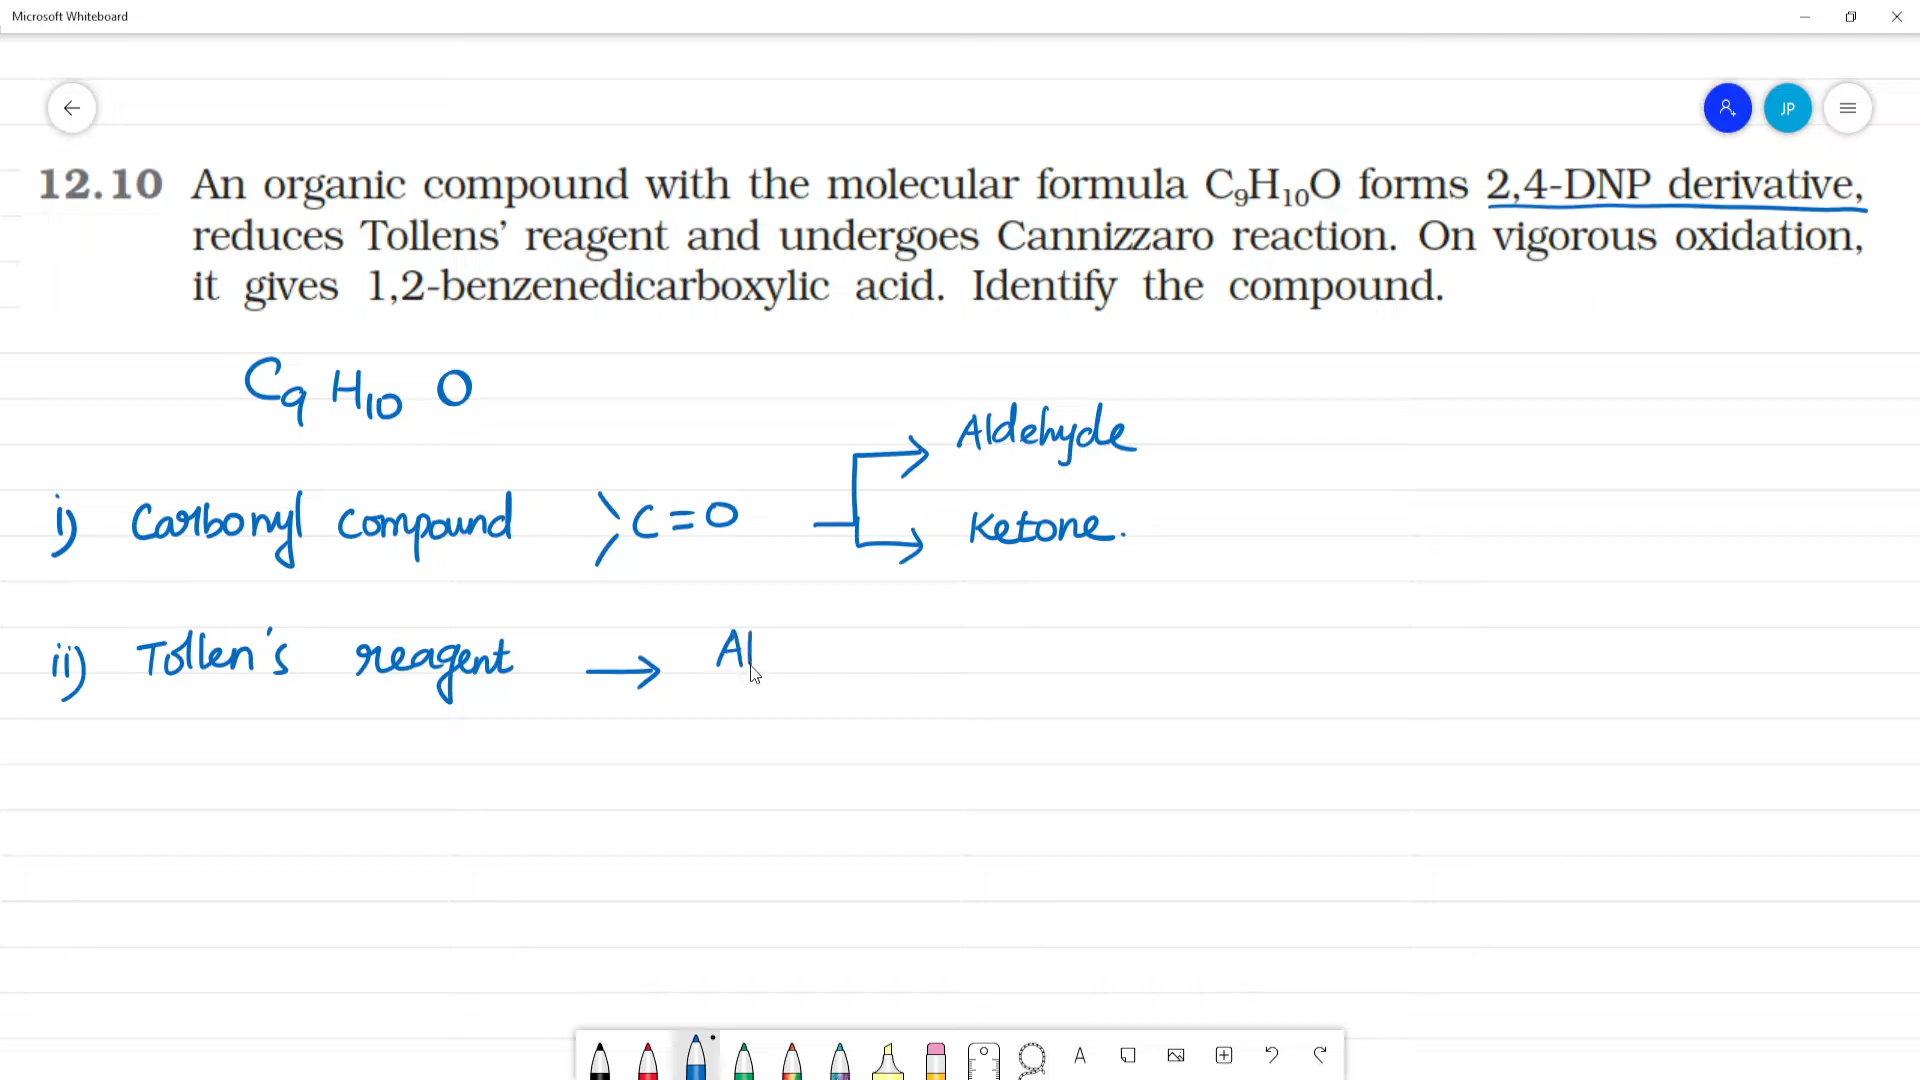 Microsoft Whiteboard
JP
12.10 An organic compound with the molecular formula C₉H₁₀O forms 2,4-DNP derivative,
reduces Tollens’ reagent and undergoes Cannizzaro reaction. On vigorous oxidation,
it gives 1,2-benzenedicarboxylic acid. Identify the compound.
C₉ H₁₀ O
Aldehyde
i) Carbonyl compound >C=O
Ketone.
ii) Tollen's reagent → Al
A